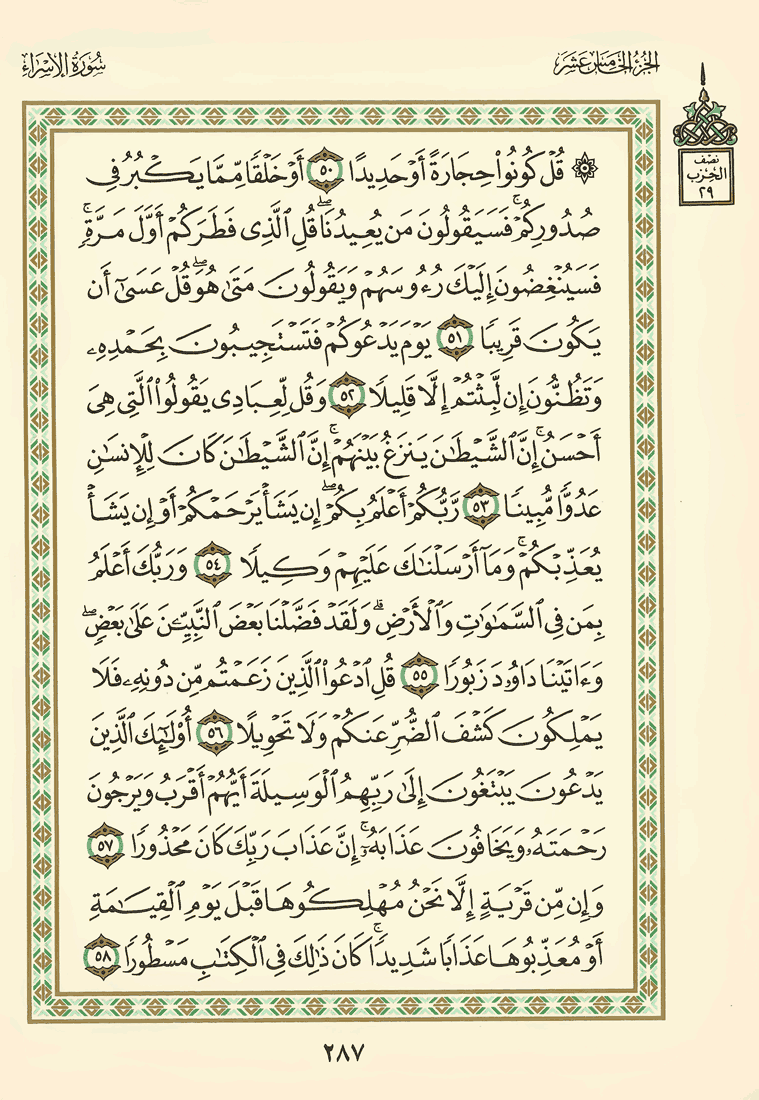 الجزء الخامس عشر
سورة الإسراء
نصف
الحزب
٢٩
۞ قُلْ كُونُوا۟ حِجَارَةً أَوْ حَدِيدًا ٥٠ أَوْ خَلْقًا مِّمَّا يَكْبُرُ فِى
صُدُورِكُمْ ۚ فَسَيَقُولُونَ مَن يُعِيدُنَا ۖ قُلِ ٱلَّذِى فَطَرَكُمْ أَوَّلَ مَرَّةٍ ۚ
فَسَيُنْغِضُونَ إِلَيْكَ رُءُوسَهُمْ وَيَقُولُونَ مَتَىٰ هُوَ ۖ قُلْ عَسَىٰٓ أَن
يَكُونَ قَرِيبًا ٥١ يَوْمَ يَدْعُوكُمْ فَتَسْتَجِيبُونَ بِحَمْدِهِۦ
وَتَظُنُّونَ إِن لَّبِثْتُمْ إِلَّا قَلِيلًا ٥٢ وَقُل لِّعِبَادِى يَقُولُوا۟ ٱلَّتِى هِىَ
أَحْسَنُ ۚ إِنَّ ٱلشَّيْطَـٰنَ يَنزَغُ بَيْنَهُمْ ۚ إِنَّ ٱلشَّيْطَـٰنَ كَانَ لِلْإِنسَـٰنِ
عَدُوًّا مُّبِينًا ٥٣ رَّبُّكُمْ أَعْلَمُ بِكُمْ ۖ إِن يَشَأْ يَرْحَمْكُمْ أَوْ إِن يَشَأْ
يُعَذِّبْكُمْ ۚ وَمَآ أَرْسَلْنَـٰكَ عَلَيْهِمْ وَكِيلًا ٥٤ وَرَبُّكَ أَعْلَمُ
بِمَن فِى ٱلسَّمَـٰوَٰتِ وَٱلْأَرْضِ ۗ وَلَقَدْ فَضَّلْنَا بَعْضَ ٱلنَّبِيِّـۧنَ عَلَىٰ بَعْضٍ ۖ
وَءَاتَيْنَا دَاوُۥدَ زَبُورًا ٥٥ قُلِ ٱدْعُوا۟ ٱلَّذِينَ زَعَمْتُم مِّن دُونِهِۦ فَلَا
يَمْلِكُونَ كَشْفَ ٱلضُّرِّ عَنكُمْ وَلَا تَحْوِيلًا ٥٦ أُو۟لَـٰٓئِكَ ٱلَّذِينَ
يَدْعُونَ يَبْتَغُونَ إِلَىٰ رَبِّهِمُ ٱلْوَسِيلَةَ أَيُّهُمْ أَقْرَبُ وَيَرْجُونَ
رَحْمَتَهُۥ وَيَخَافُونَ عَذَابَهُۥٓ ۚ إِنَّ عَذَابَ رَبِّكَ كَانَ مَحْذُورًا ٥٧
وَإِن مِّن قَرْيَةٍ إِلَّا نَحْنُ مُهْلِكُوهَا قَبْلَ يَوْمِ ٱلْقِيَـٰمَةِ
أَوْ مُعَذِّبُوهَا عَذَابًا شَدِيدًا ۚ كَانَ ذَٰلِكَ فِى ٱلْكِتَـٰبِ مَسْطُورًا ٥٨
٢٨٧